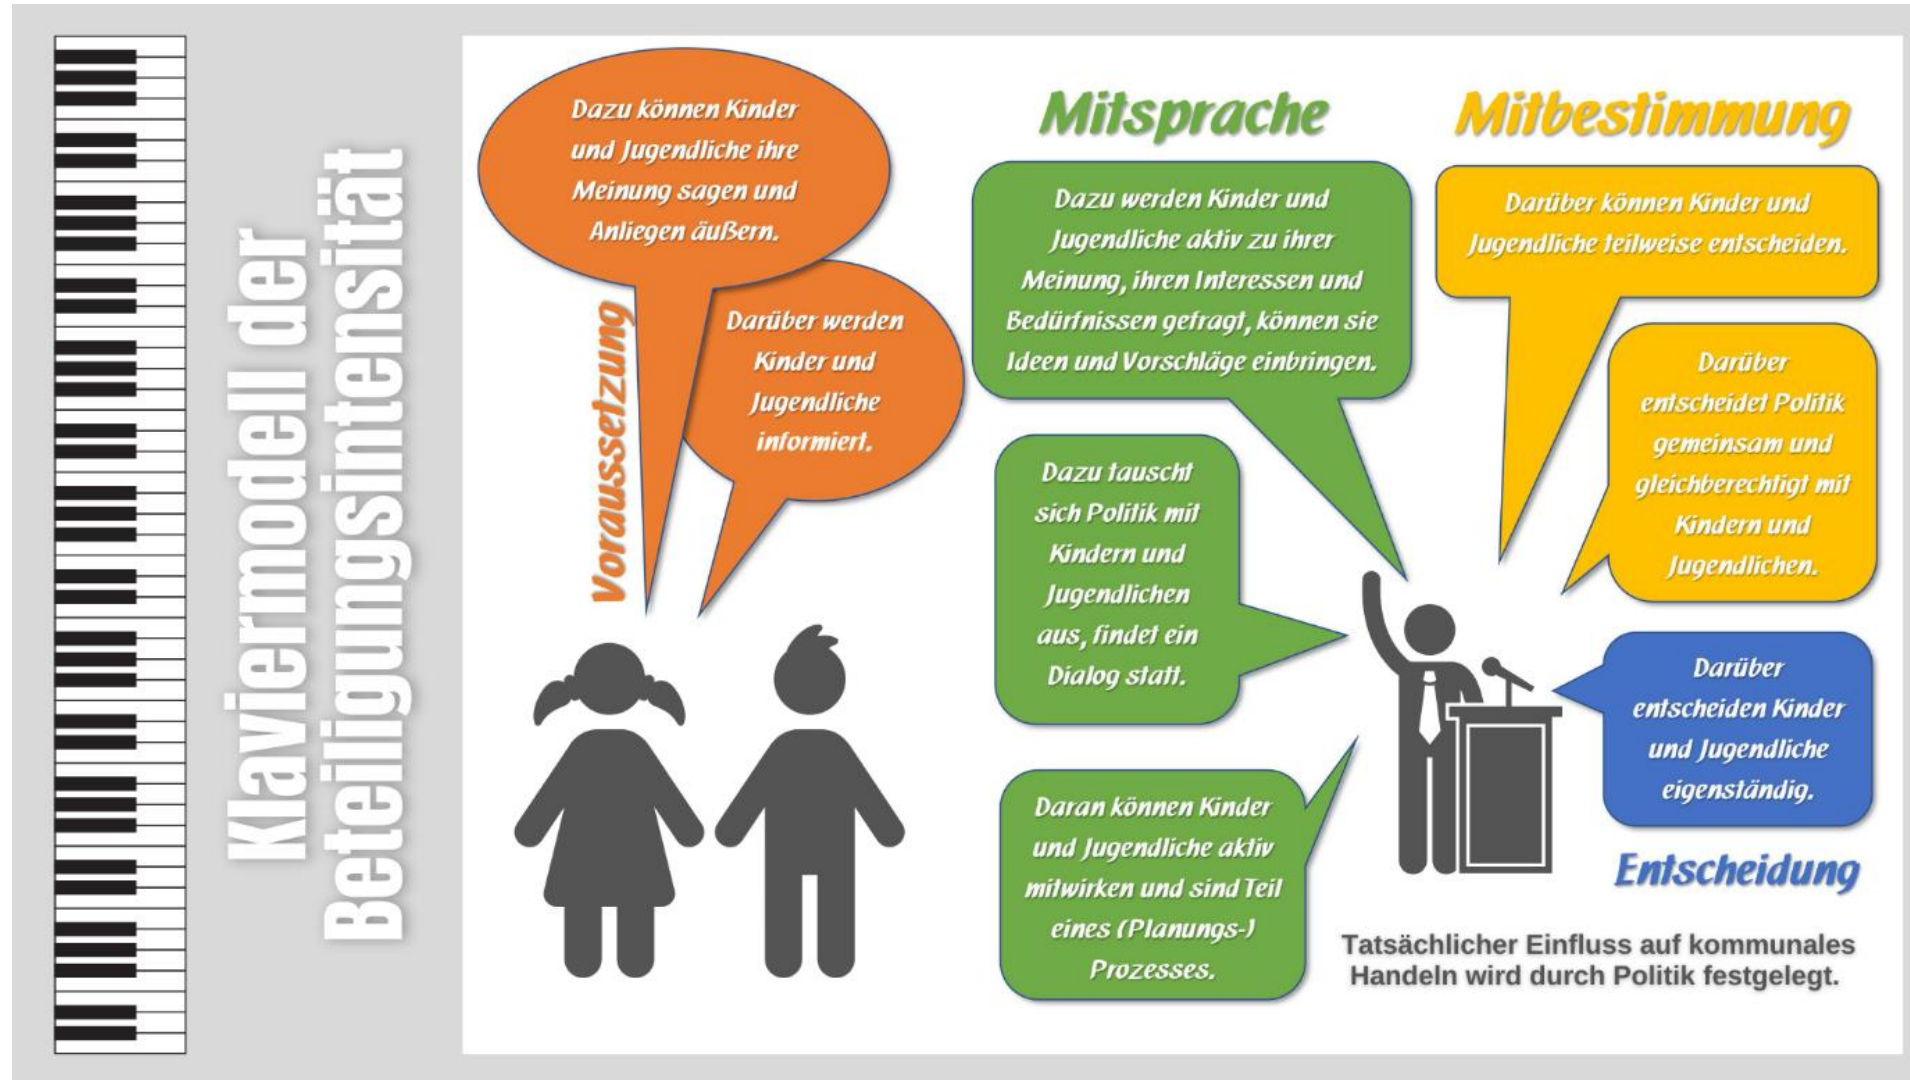 Klaviermodell der
Beteiligungsintensität
Dazu können Kinder
und Jugendliche ihre
Meinung sagen und
Anliegen äußern.
Voraussetzung
Darüber werden
Kinder und
Jugendliche
informiert.
Mitsprache
Dazu werden Kinder und
Jugendliche aktiv zu ihrer
Meinung, ihren Interessen und
Bedürfnissen gefragt, können sie
Ideen und Vorschläge einbringen.
Dazu tauscht
sich Politik mit
Kindern und
Jugendlichen
aus, findet ein
Dialog statt.
Daran können Kinder
und Jugendliche aktiv
mitwirken und sind Teil
eines (Planungs-)
Prozesses.
Mitbestimmung
Darüber können Kinder und
Jugendliche teilweise entscheiden.
Darüber
entscheidet Politik
gemeinsam und
gleichberechtigt mit
Kindern und
Jugendlichen.
Darüber
entscheiden Kinder
und Jugendliche
eigenständig.
Entscheidung
Tatsächlicher Einfluss auf kommunales
Handeln wird durch Politik festgelegt.